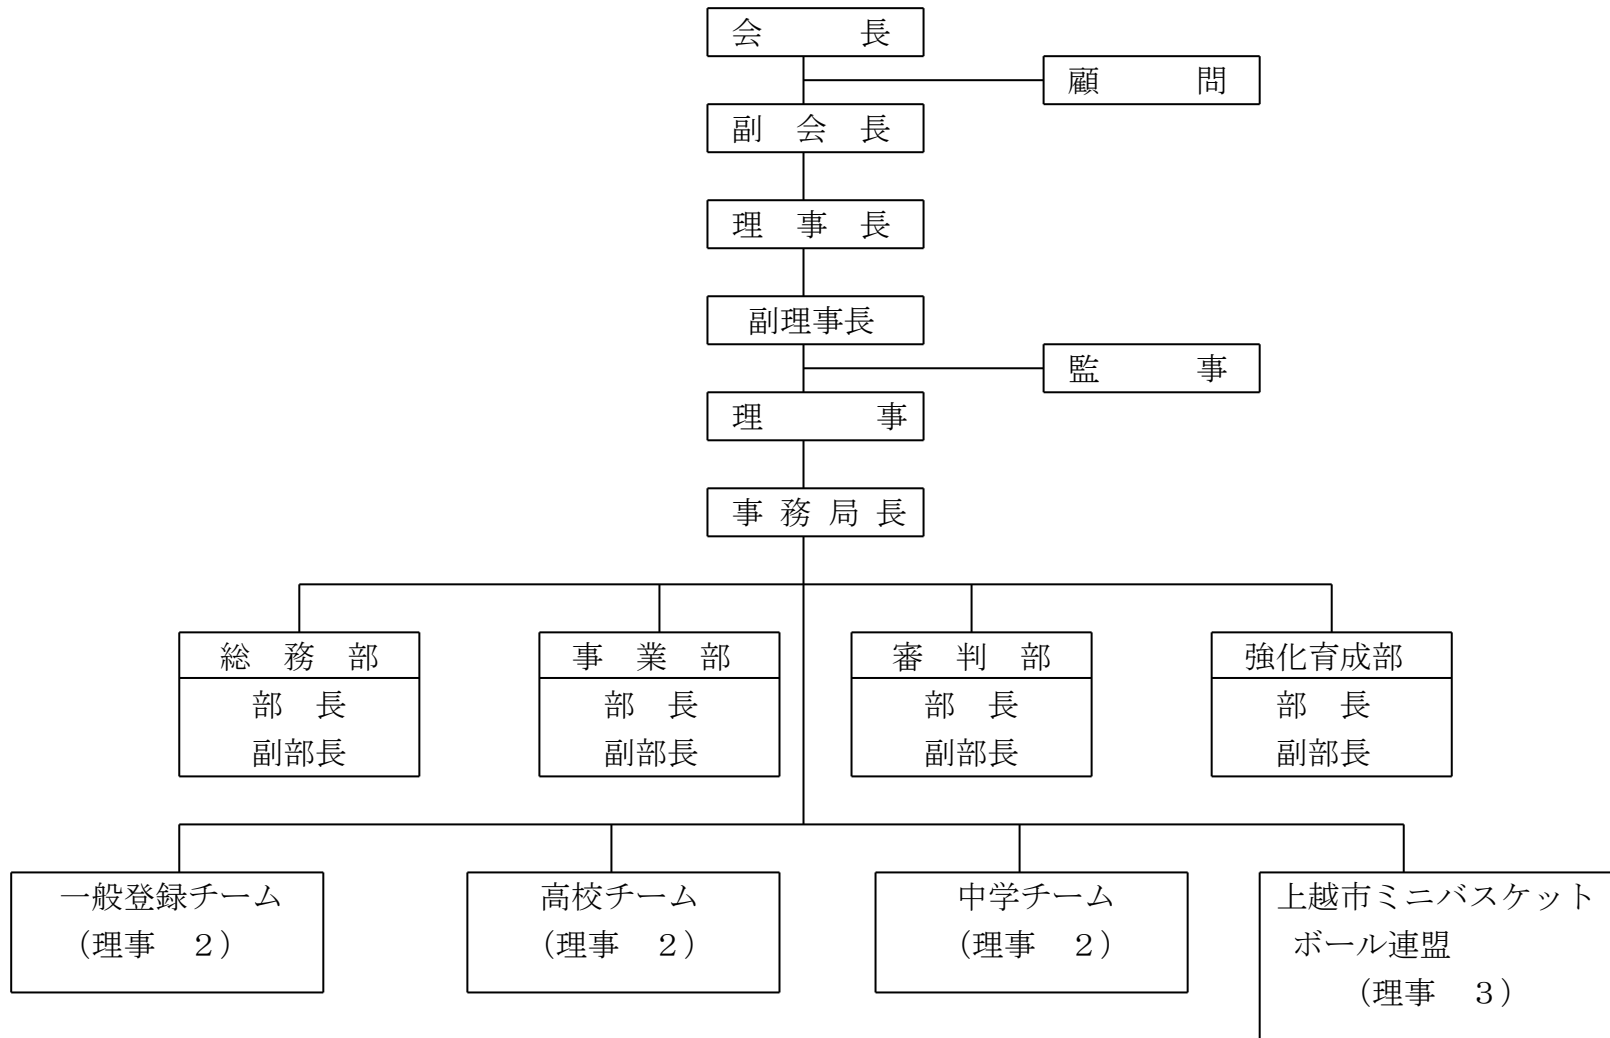 会　　　長
顧　　　問
副　会　長
理　事　長
副理事長
監　　　事
理　　　事
事 務 局 長
総　務　部
事　業　部
審　判　部
強化育成部
部　長
部　長
部　長
部　長
副部長
副部長
副部長
副部長
一般登録チーム
高校チーム
中学チーム
上越市ミニバスケット
（理事　２）
（理事　２）
（理事　２）
ボール連盟
（理事　３）